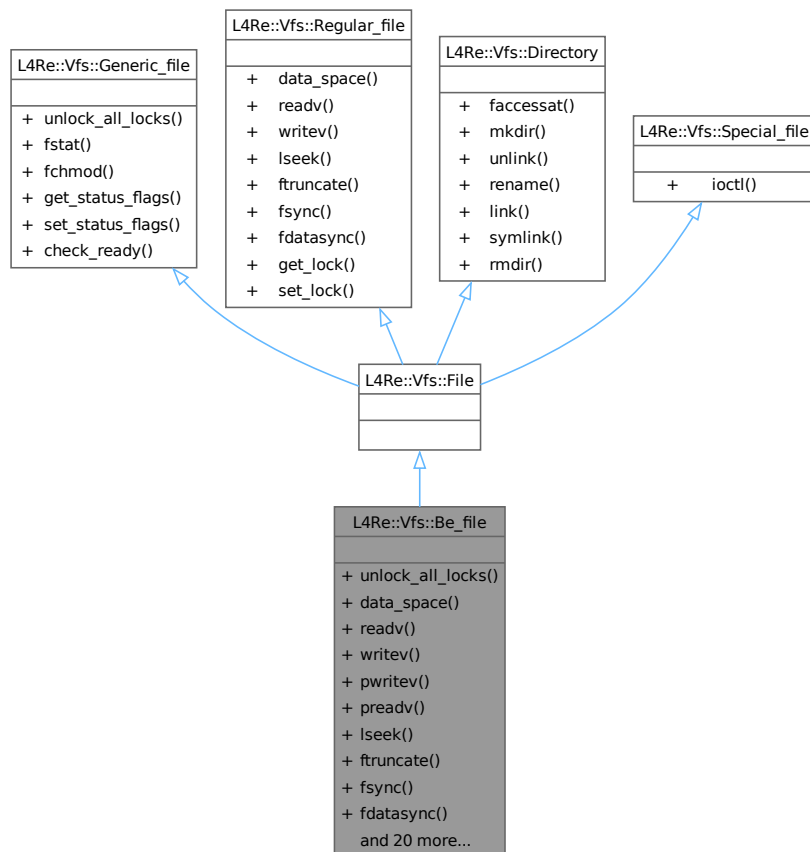 L4Re::Vfs::Generic_file
+ unlock_all_locks()
+ fstat()
+ fchmod()
+ get_status_flags()
+ set_status_flags()
+ check_ready()
L4Re::Vfs::Regular_file
+ data_space()
+ readv()
+ writev()
+ lseek()
+ ftruncate()
+ fsync()
+ fdatasync()
+ get_lock()
+ set_lock()
L4Re::Vfs::Directory
+ faccessat()
+ mkdir()
+ unlink()
+ rename()
+ link()
+ symlink()
+ rmdir()
L4Re::Vfs::Special_file
+ ioctl()
L4Re::Vfs::File
L4Re::Vfs::Be_file
+ unlock_all_locks()
+ data_space()
+ readv()
+ writev()
+ pwritev()
+ preadv()
+ lseek()
+ ftruncate()
+ fsync()
+ fdatasync()
and 20 more...